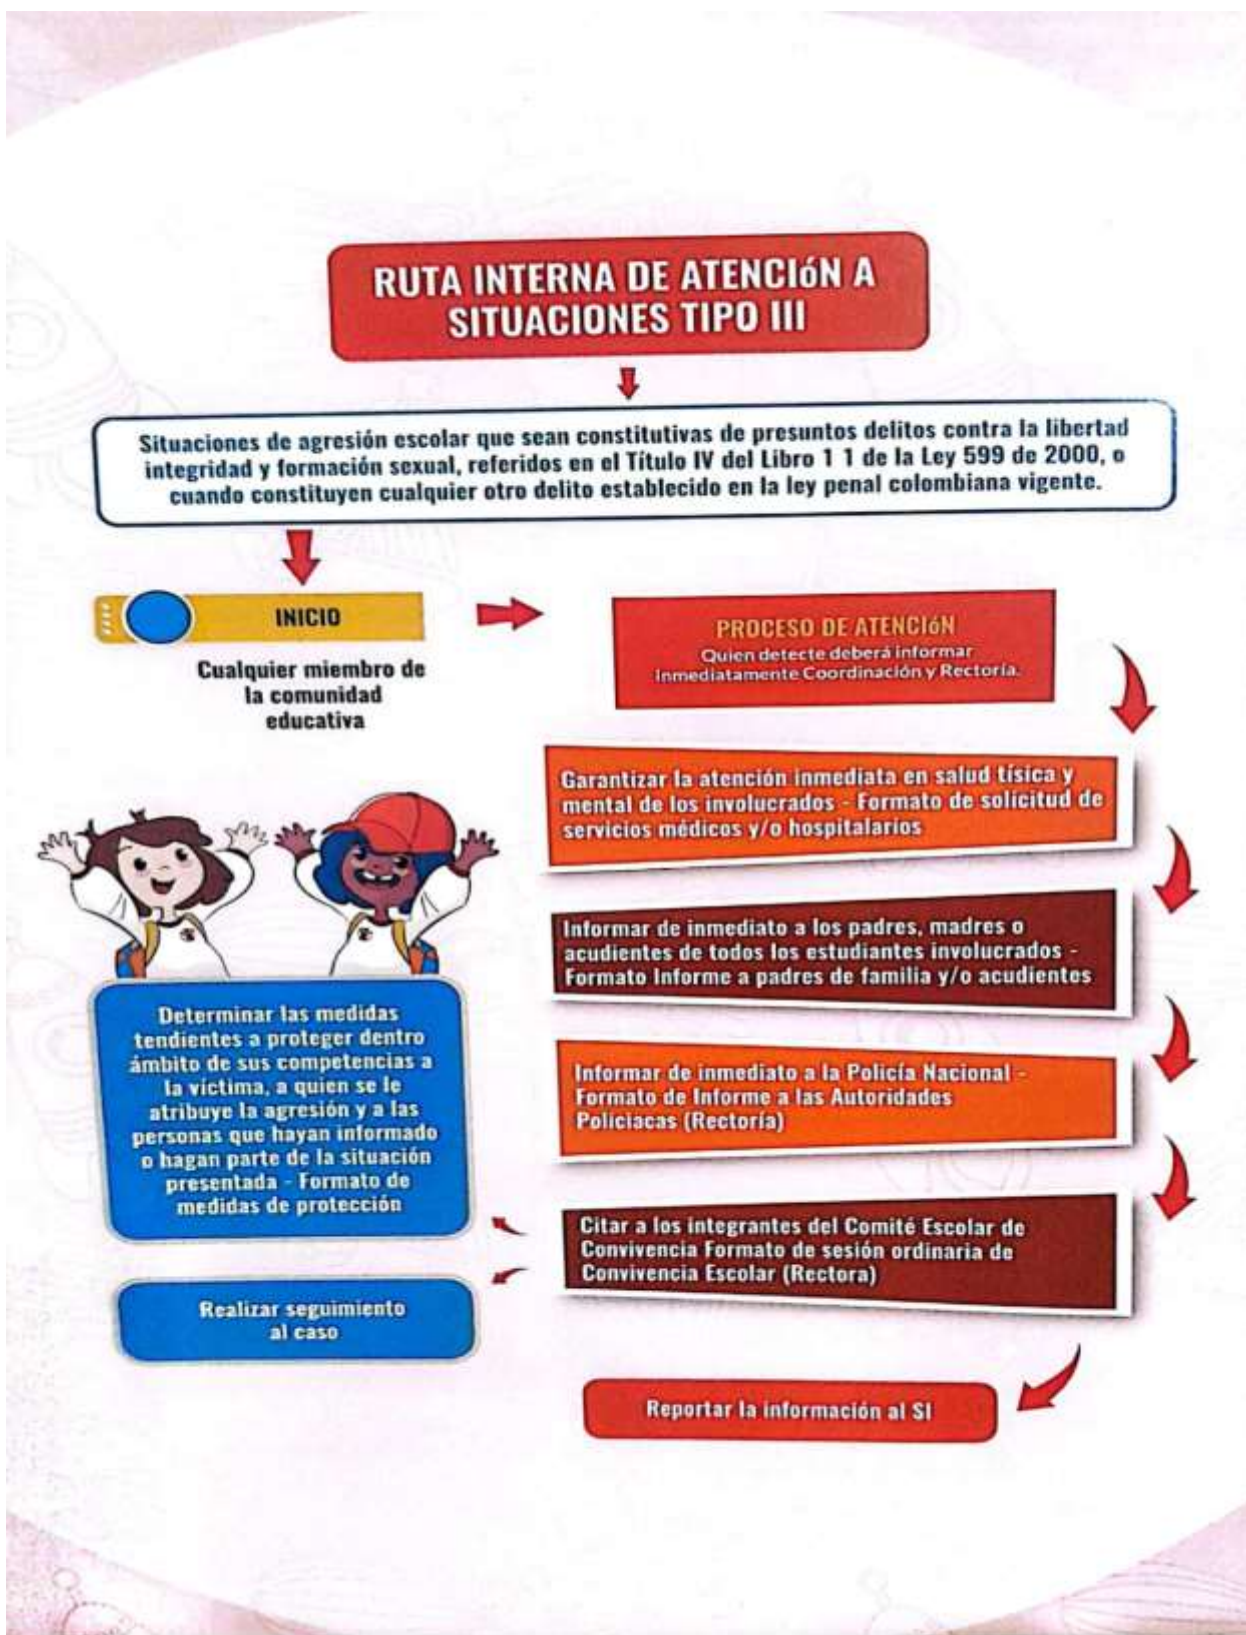 RUTA INTERNA DE ATENCIóN A
SITUACIONES TIPO III
Situaciones de agresión escolar que sean constitutivas de presuntos delitos contra la libertad
integridad y formación sexual, referidos en el Título IV del Libro 1 1 de la Ley 599 de 2000, o
cuando constituyen cualquier otro delito establecido en la ley penal colombiana vigente.
INICIO
Cualquier miembro de
la comunidad
educativa
PROCESO DE ATENCIóN
Quien detecte deberá informar
Inmediatamente Coordinación y Rectoría.
Garantizar la atención inmediata en salud tísica y
mental de los involucrados - Formato de solicitud de
servicios médicos y/o hospitalarios
Informar de inmediato a los padres, madres o
acudientes de todos los estudiantes involucrados -
Formato Informe a padres de familia y/o acudientes
Informar de inmediato a la Policía Nacional -
Formato de Informe a las Autoridades
Policiacas (Rectoría)
Citar a los integrantes del Comité Escolar de
Convivencia Formato de sesión ordinaria de
Convivencia Escolar (Rectora)
Determinar las medidas
tendientes a proteger dentro
ámbito de sus competencias a
la víctima, a quien se le
atribuye la agresión y a las
personas que hayan informado
o hagan parte de la situación
presentada - Formato de
medidas de protección
Realizar seguimiento
al caso
Reportar la información al SI